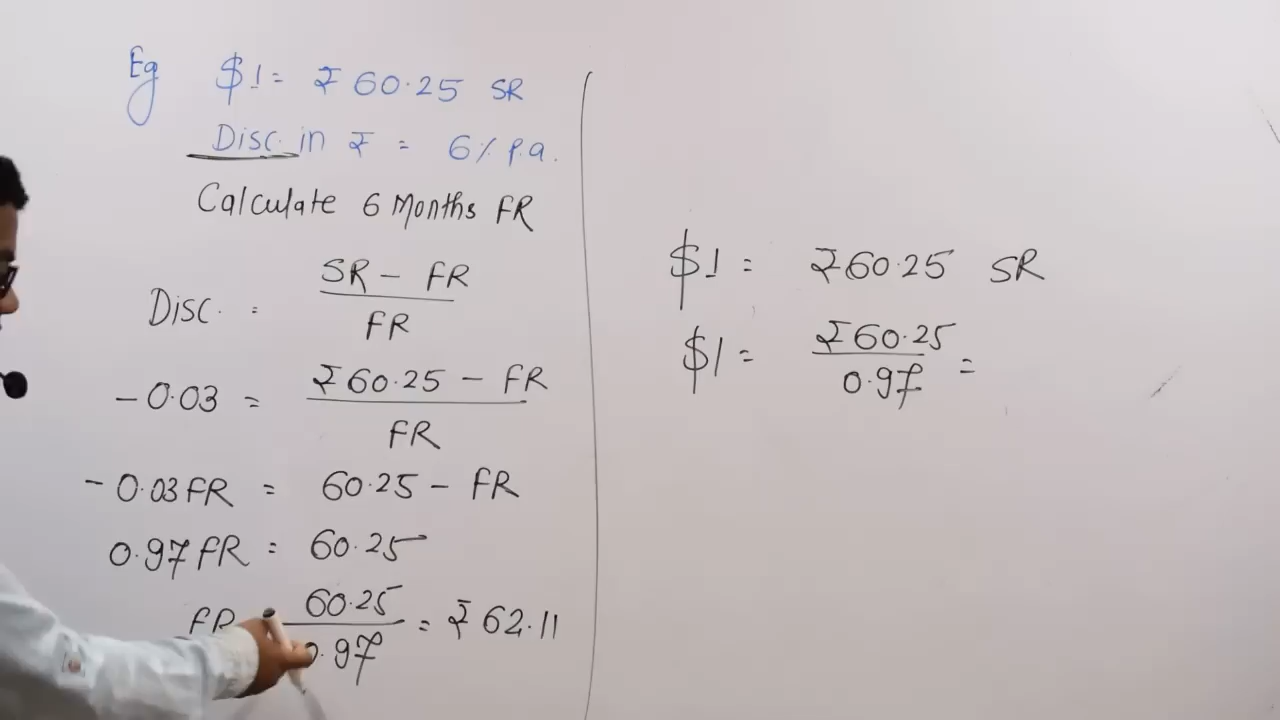 Eg $1 = ₹60.25 SR
Disc. in ₹ = 6% p.a.
Calculate 6 Months FR
Disc. = SR - FR
FR
-0.03 = ₹60.25 - FR
FR
-0.03FR = 60.25 - FR
0.97FR = 60.25
FR 60.25 = ₹62.11
0.97
$1 = ₹60.25 SR
$1 = ₹60.25 =
0.97